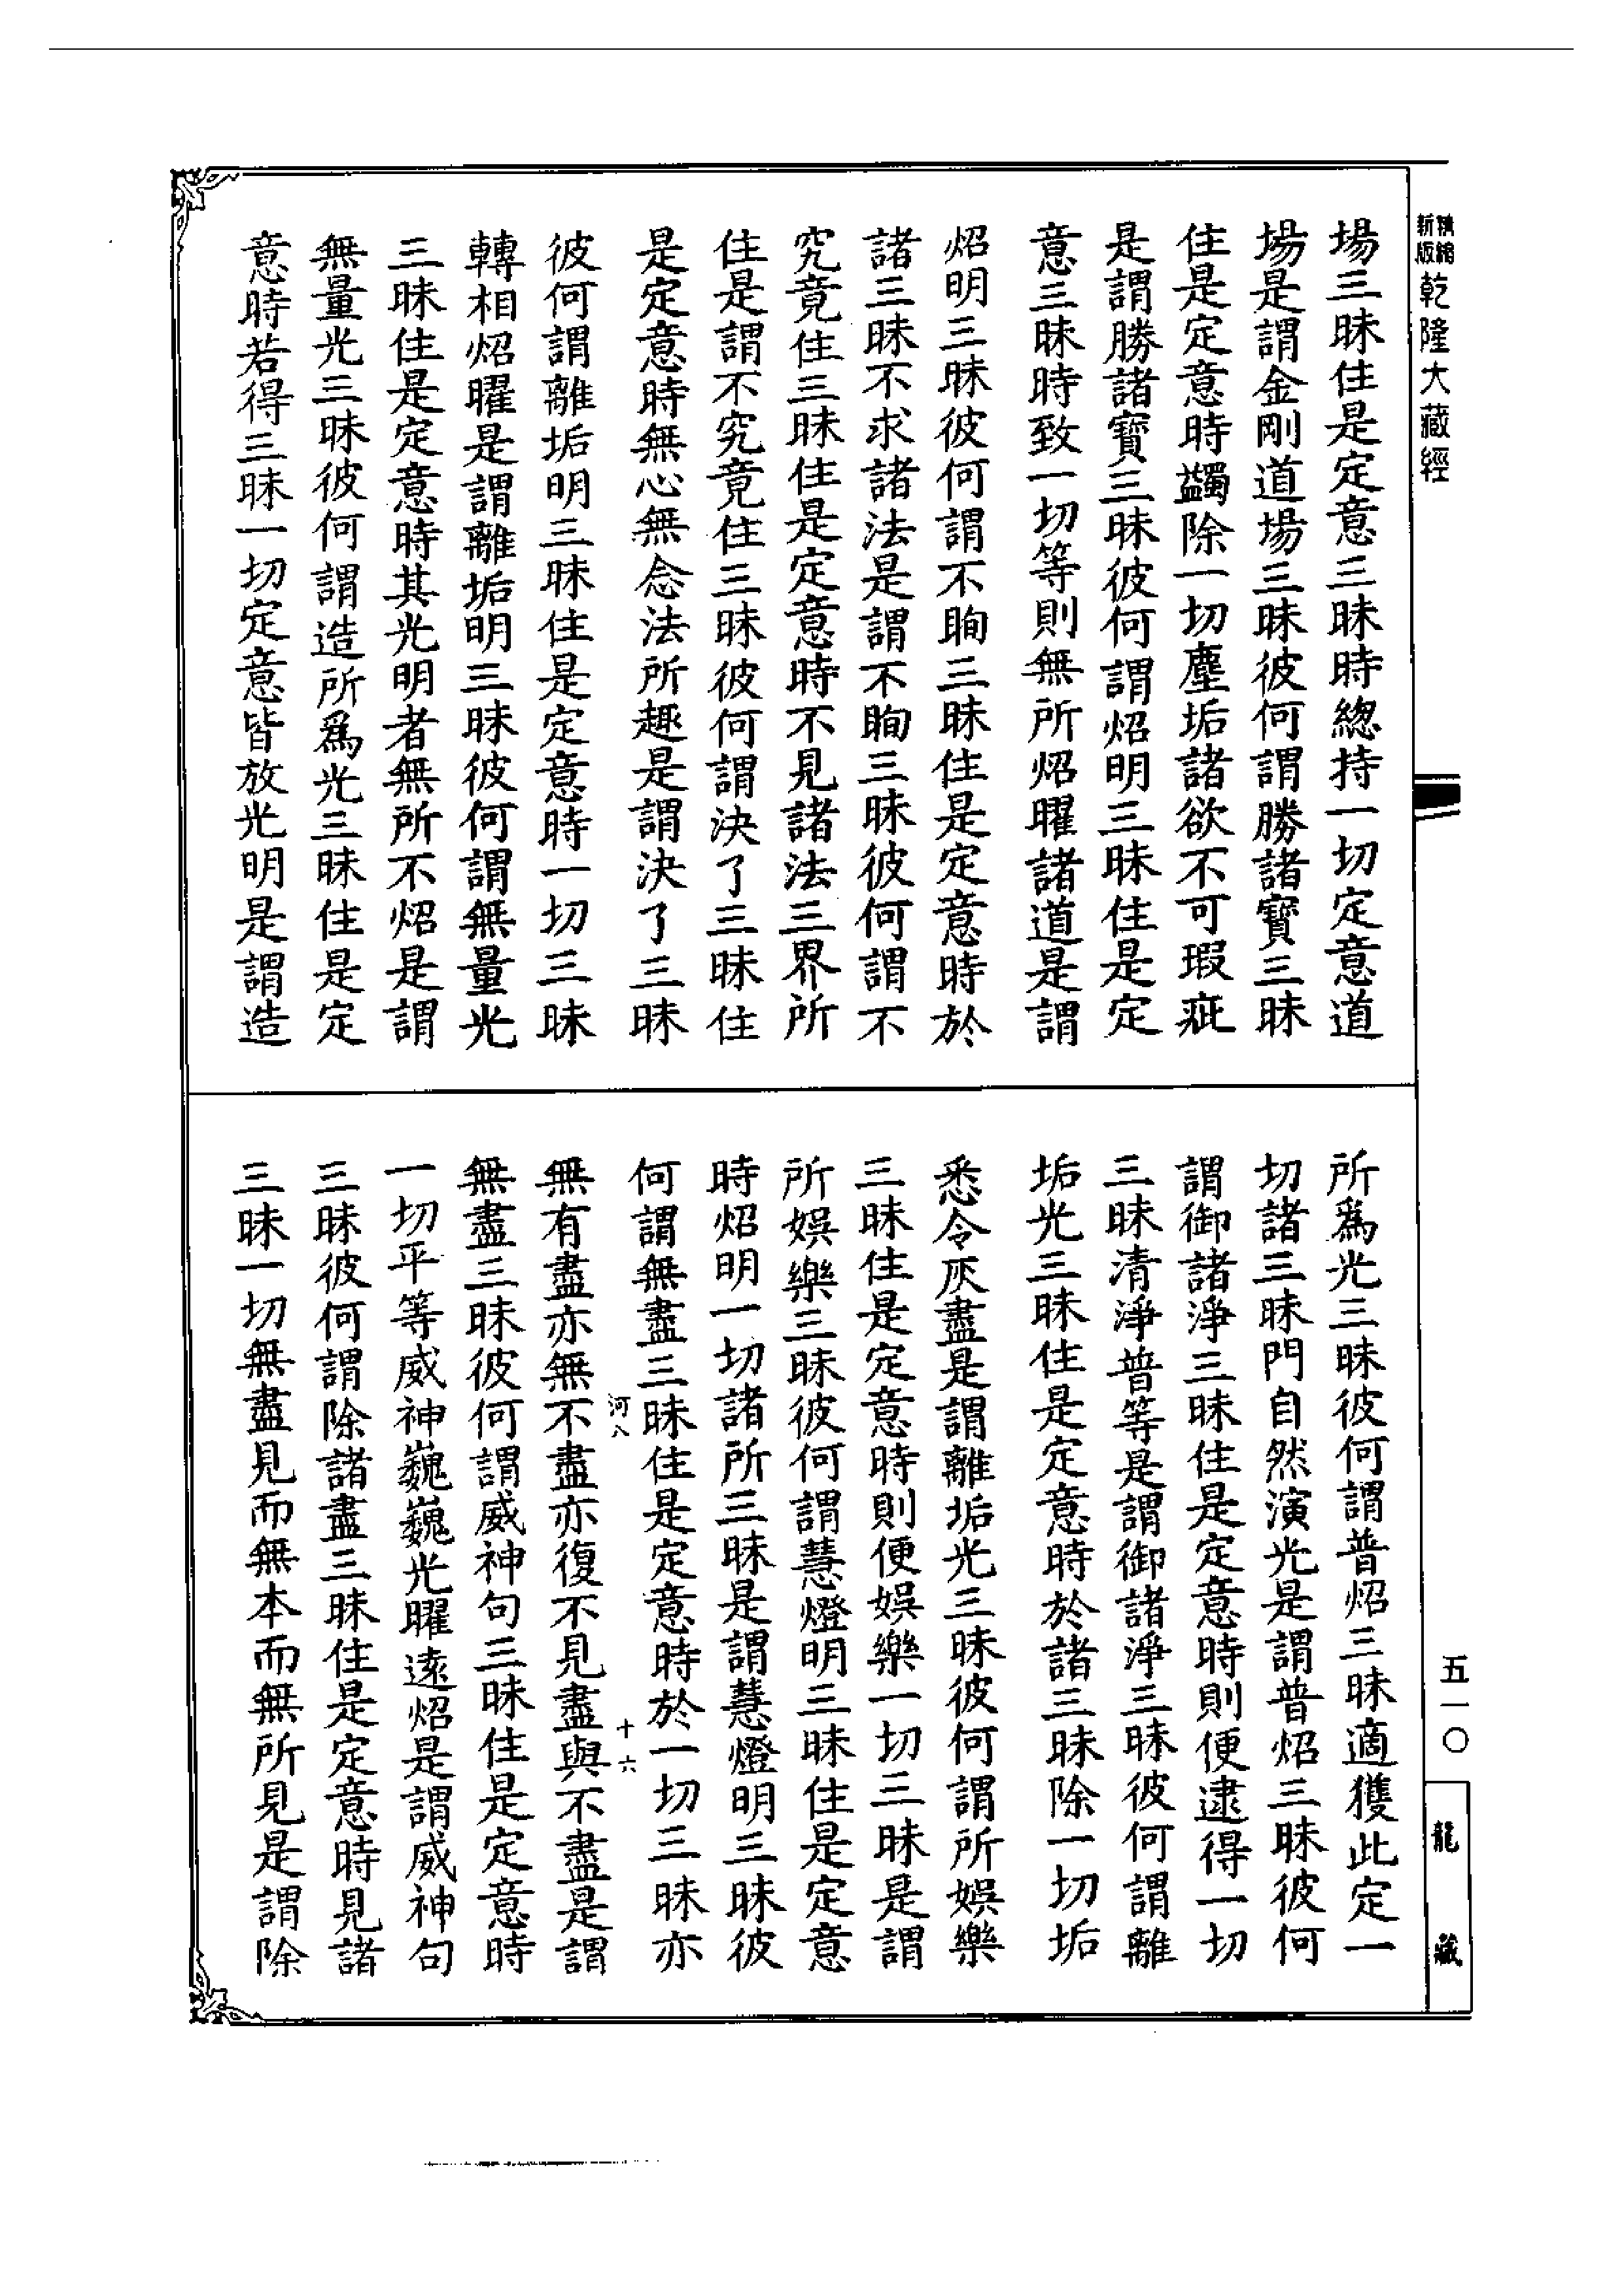 精縮
新版
乾隆大藏經
場三昧住是定意三昧時總持一切定意道
場是謂金剛道場三昧彼何謂勝諸寶三昧
住是定意時蠲除一切塵垢諸欲不可瑕疵
是謂勝諸寶三昧彼何謂炤明三昧住是定
意三昧時致一切等則無所炤曜諸道是謂
炤明三昧彼何謂不眴三昧住是定意時於
諸三昧不求諸法是謂不眴三昧彼何謂不
究竟住三昧住是定意時不見諸法三界所
住是謂不究竟住三昧彼何謂決了三昧住
是定意時無心無念法所趣是謂決了三昧
彼何謂離垢明三昧住是定意時一切三昧
轉相炤曜是謂離垢明三昧彼何謂無量光
三昧住是定意時其光明者無所不炤是謂
無量光三昧彼何謂造所爲光三昧住是定
意時若得三昧一切定意皆放光明是謂造
所爲光三昧彼何謂普炤三昧適獲此定一
切諸三昧門自然演光是謂普炤三昧彼何
謂御諸淨三昧住是定意時則便逮得一切
三昧清淨普等是謂御諸淨三昧彼何謂離
垢光三昧住是定意時於諸三昧除一切垢
悉令灰盡是謂離垢光三昧彼何謂所娛樂
三昧住是定意時則便娛樂一切三昧是謂
所娛樂三昧彼何謂慧燈明三昧住是定意
時炤明一切諸所三昧是謂慧燈明三昧彼
何謂無盡三昧住是定意時於一切三昧亦
河八
十六
無有盡亦無不盡亦復不見盡與不盡是謂
無盡三昧彼何謂威神句三昧住是定意時
一切平等威神巍巍光曜遠炤是謂威神句
三昧彼何謂除諸盡三昧住是定意時見諸
三昧一切無盡見而無本而無所見是謂除
五一〇
龍藏